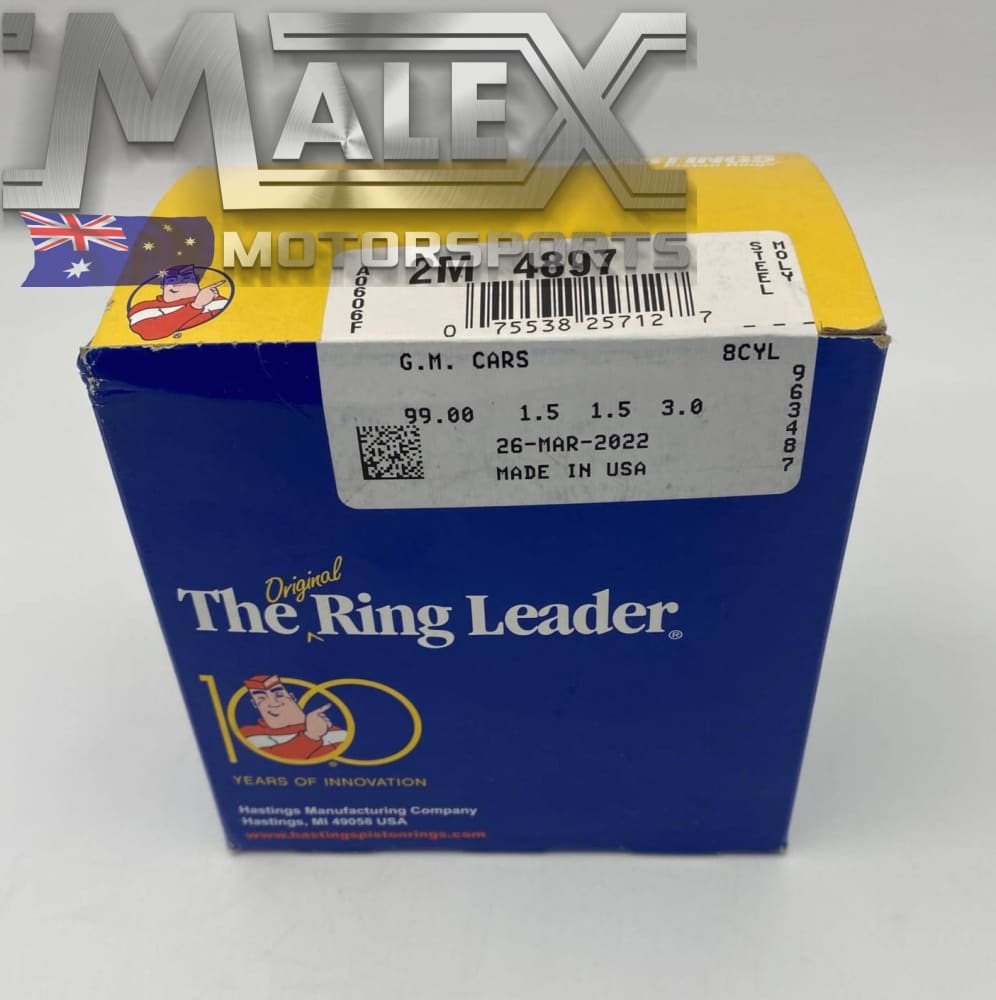 MALEX
MOTORSPORTS
2M 4897
A0606F
MOLY
STEEL
0 75538 25712 7
G.M. CARS 8CYL
99.00 1.5 1.5 3.0
26-MAR-2022
MADE IN USA
963487
Original
The Ring Leader®
100
YEARS OF INNOVATION
Hastings Manufacturing Company
Hastings, MI 49058 USA
www.hastingspistonrings.com